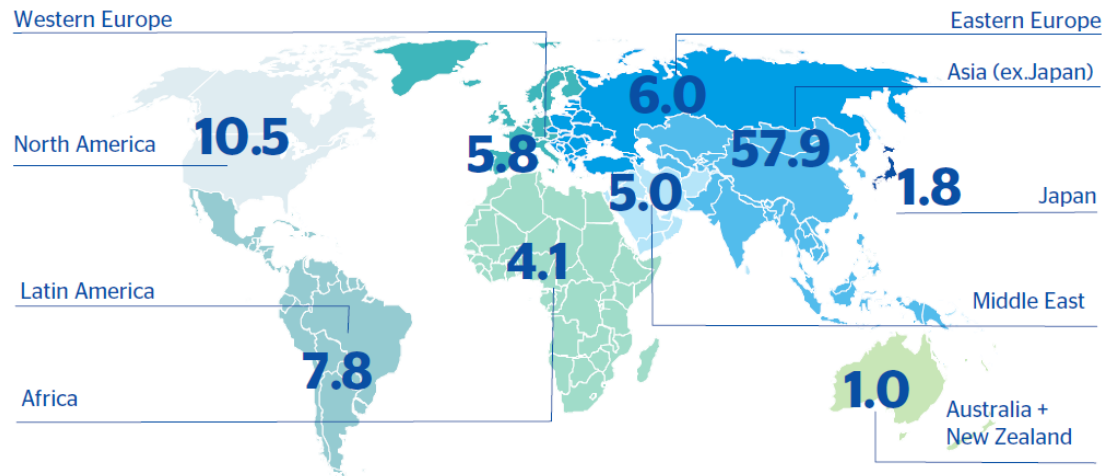 Western Europe
Eastern Europe
Asia (ex.Japan)
6.0
10.5
57.9
North America
5.8
5.0
1.8
Japan
4.1
Latin America
Middle East
7.8
1.0
Africa
Australia +
New Zealand